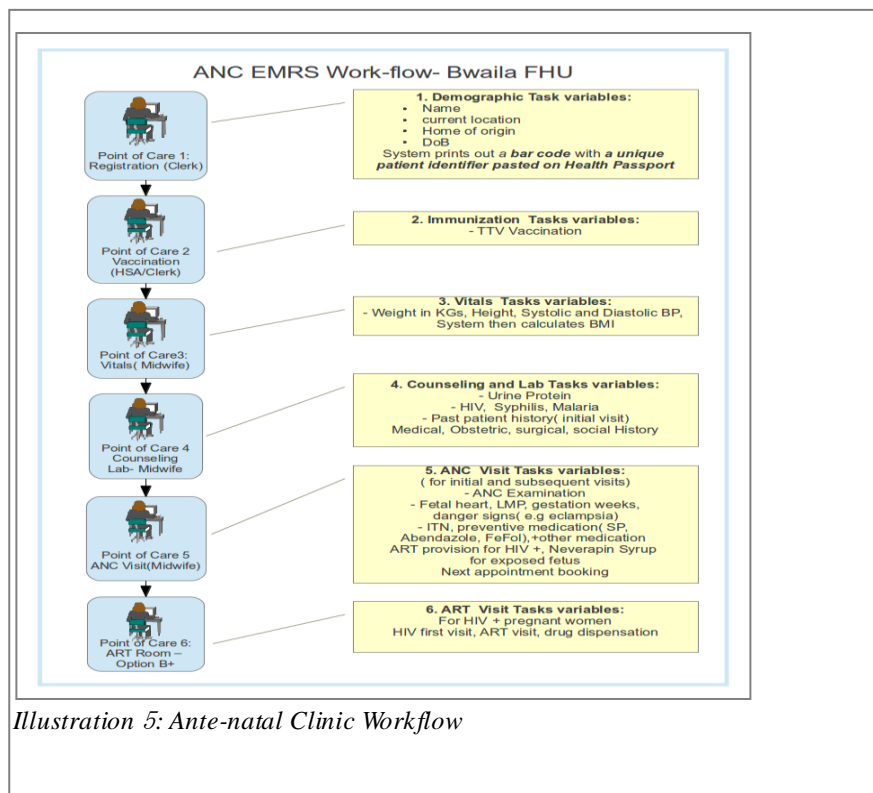 ANC EMRS Work-flow- Bwaila FHU
Point of Care 1:
Registration (Clerk)
1. Demographic Task variables:
• Name
• current location
• Home of origin
• DoB
System prints out a bar code with a unique
patient identifier pasted on Health Passport
Point of Care 2
Vaccination
(HSA/Clerk)
2. Immunization Tasks variables:
- TTV Vaccination
Point of Care3:
Vitals( Midwife)
3. Vitals Tasks variables:
- Weight in KGs, Height, Systolic and Diastolic BP,
System then calculates BMI
Point of Care 4
Counseling
Lab- Midwife
4. Counseling and Lab Tasks variables:
- Urine Protein
- HIV, Syphilis, Malaria
- Past patient history( initial visit)
Medical, Obstetric, surgical, social History
Point of Care 5
ANC Visit(Midwife)
5. ANC Visit Tasks variables:
( for initial and subsequent visits)
- ANC Examination
- Fetal heart, LMP, gestation weeks,
danger signs( e.g eclampsia)
- ITN, preventive medication( SP,
Abendazole, FeFol),+other medication
ART provision for HIV +, Neverapin Syrup
for exposed fetus
Next appointment booking
Point of Care 6:
ART Room –
Option B+
6. ART Visit Tasks variables:
For HIV + pregnant women
HIV first visit, ART visit, drug dispensation
Illustration 5: Ante-natal Clinic Workflow